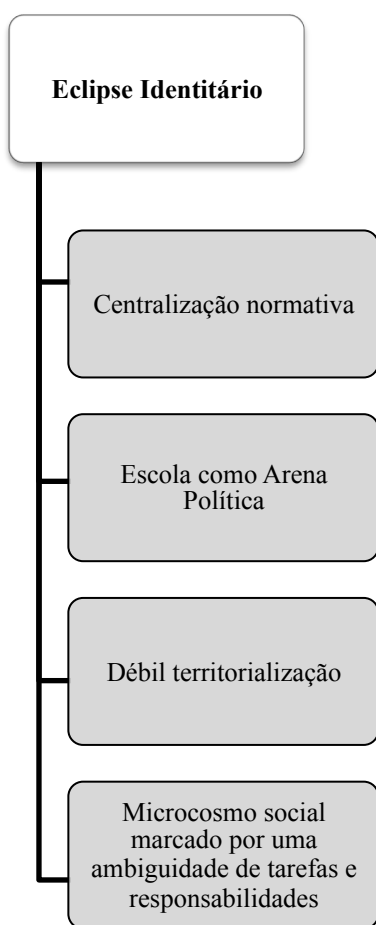 Eclipse Identitário
Centralização normativa
Escola como Arena
Política
Débil territorialização
Microcosmo social
marcado por uma
ambiguidade de tarefas e
responsabilidades